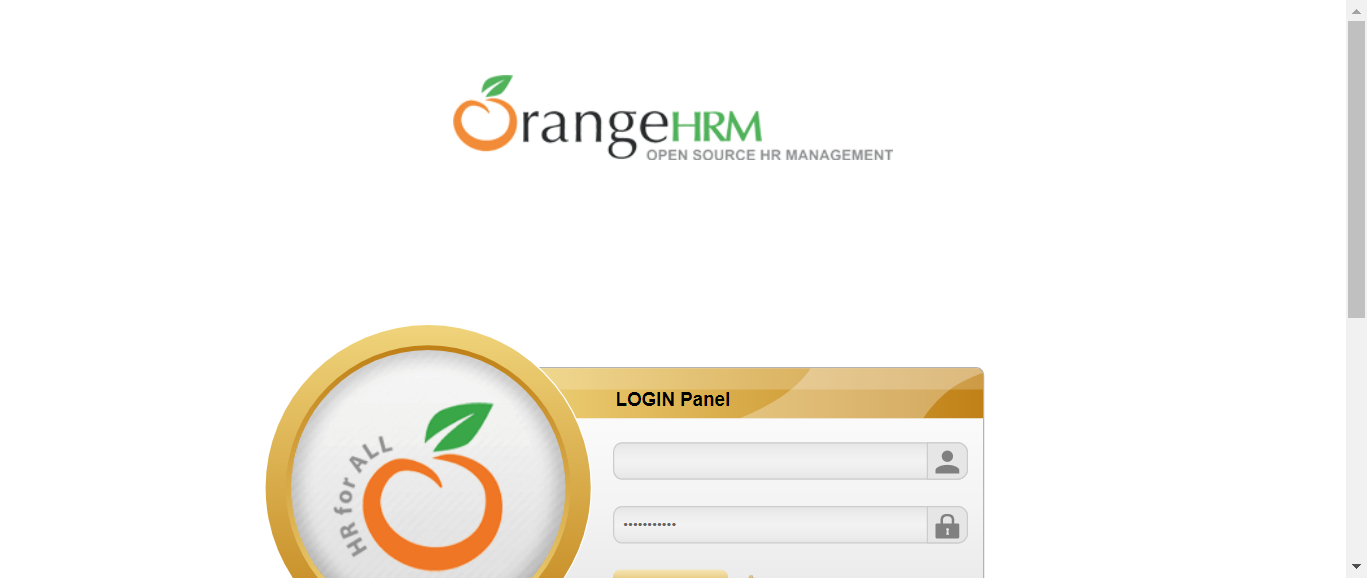 OrangeHRM
OPEN SOURCE HR MANAGEMENT
LOGIN Panel
HR for ALL
•••••••••••